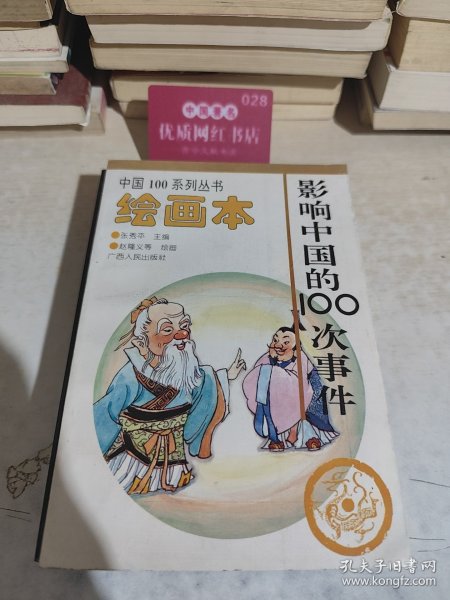 中国著名
028
优质网红书店
中国100系列丛书
绘画本
●张秀平 主编
●赵隆义等 绘画
广西人民出版社
影响中国的100次事件
孔夫子旧书网
www.kongfz.com